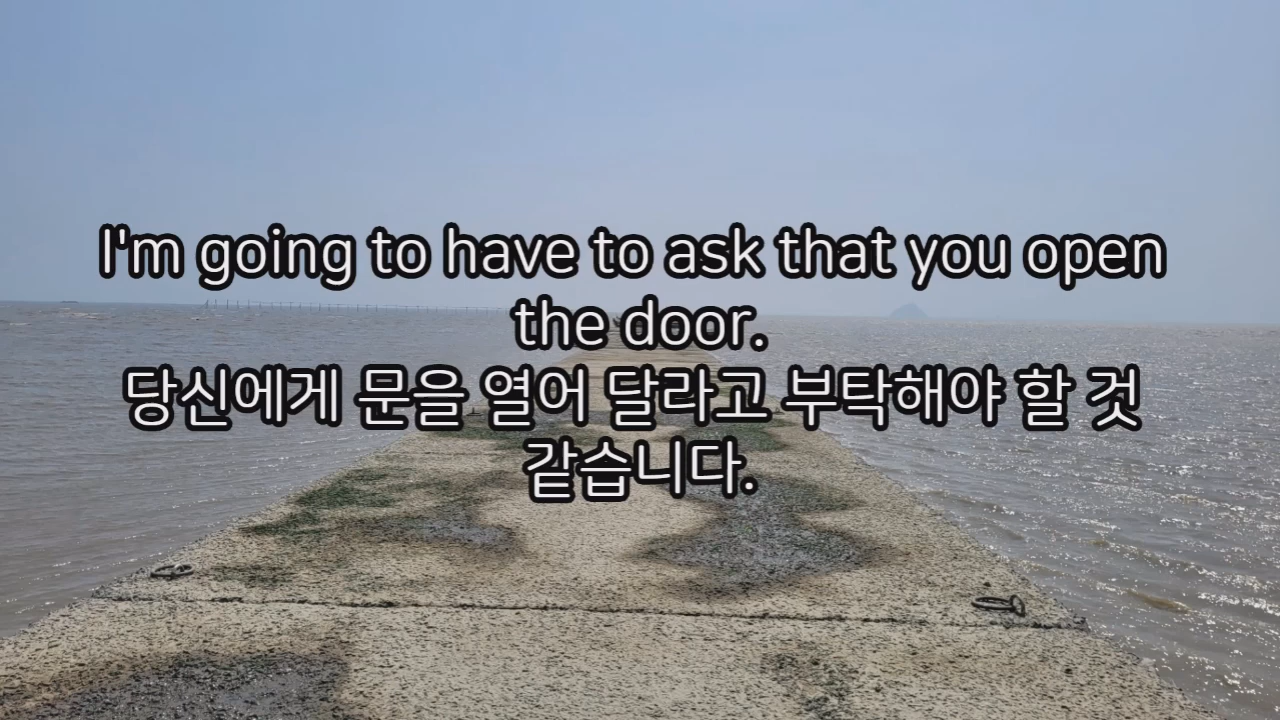 I'm going to have to ask that you open
the door.
당신에게 문을 열어 달라고 부탁해야 할 것
같습니다.